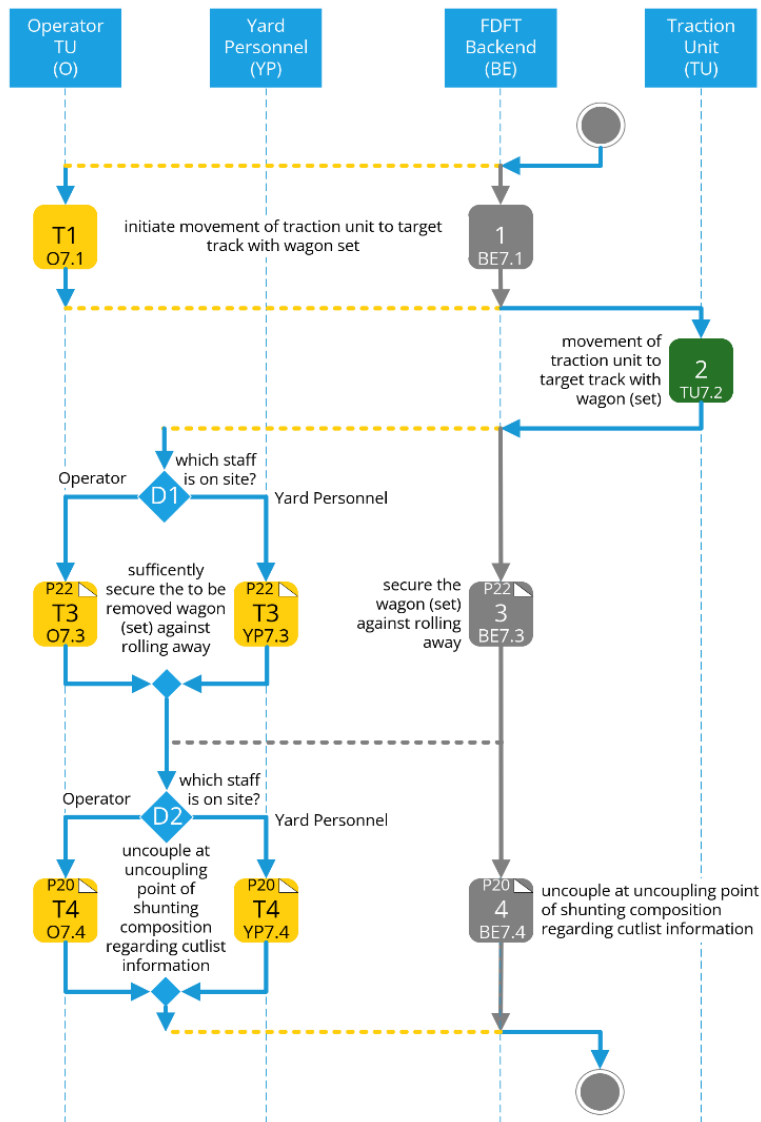 Operator
TU
(O)
Yard
Personnel
(YP)
FDFT
Backend
(BE)
Traction
Unit
(TU)
T1
O7.1
initiate movement of traction unit to target
track with wagon set
1
BE7.1
movement of
traction unit to
target track with
wagon (set)
2
TU7.2
which staff
is on site?
Operator
D1
Yard Personnel
P22
T3
O7.3
sufficently
secure the to be
removed wagon
(set) against
rolling away
P22
T3
YP7.3
secure the
wagon (set)
against rolling
away
P22
3
BE7.3
which staff
is on site?
Operator
D2
Yard Personnel
P20
T4
O7.4
uncouple at
uncoupling
point of
shunting
composition
regarding cutlist
information
P20
T4
YP7.4
P20
4
BE7.4
uncouple at uncoupling point
of shunting composition
regarding cutlist information